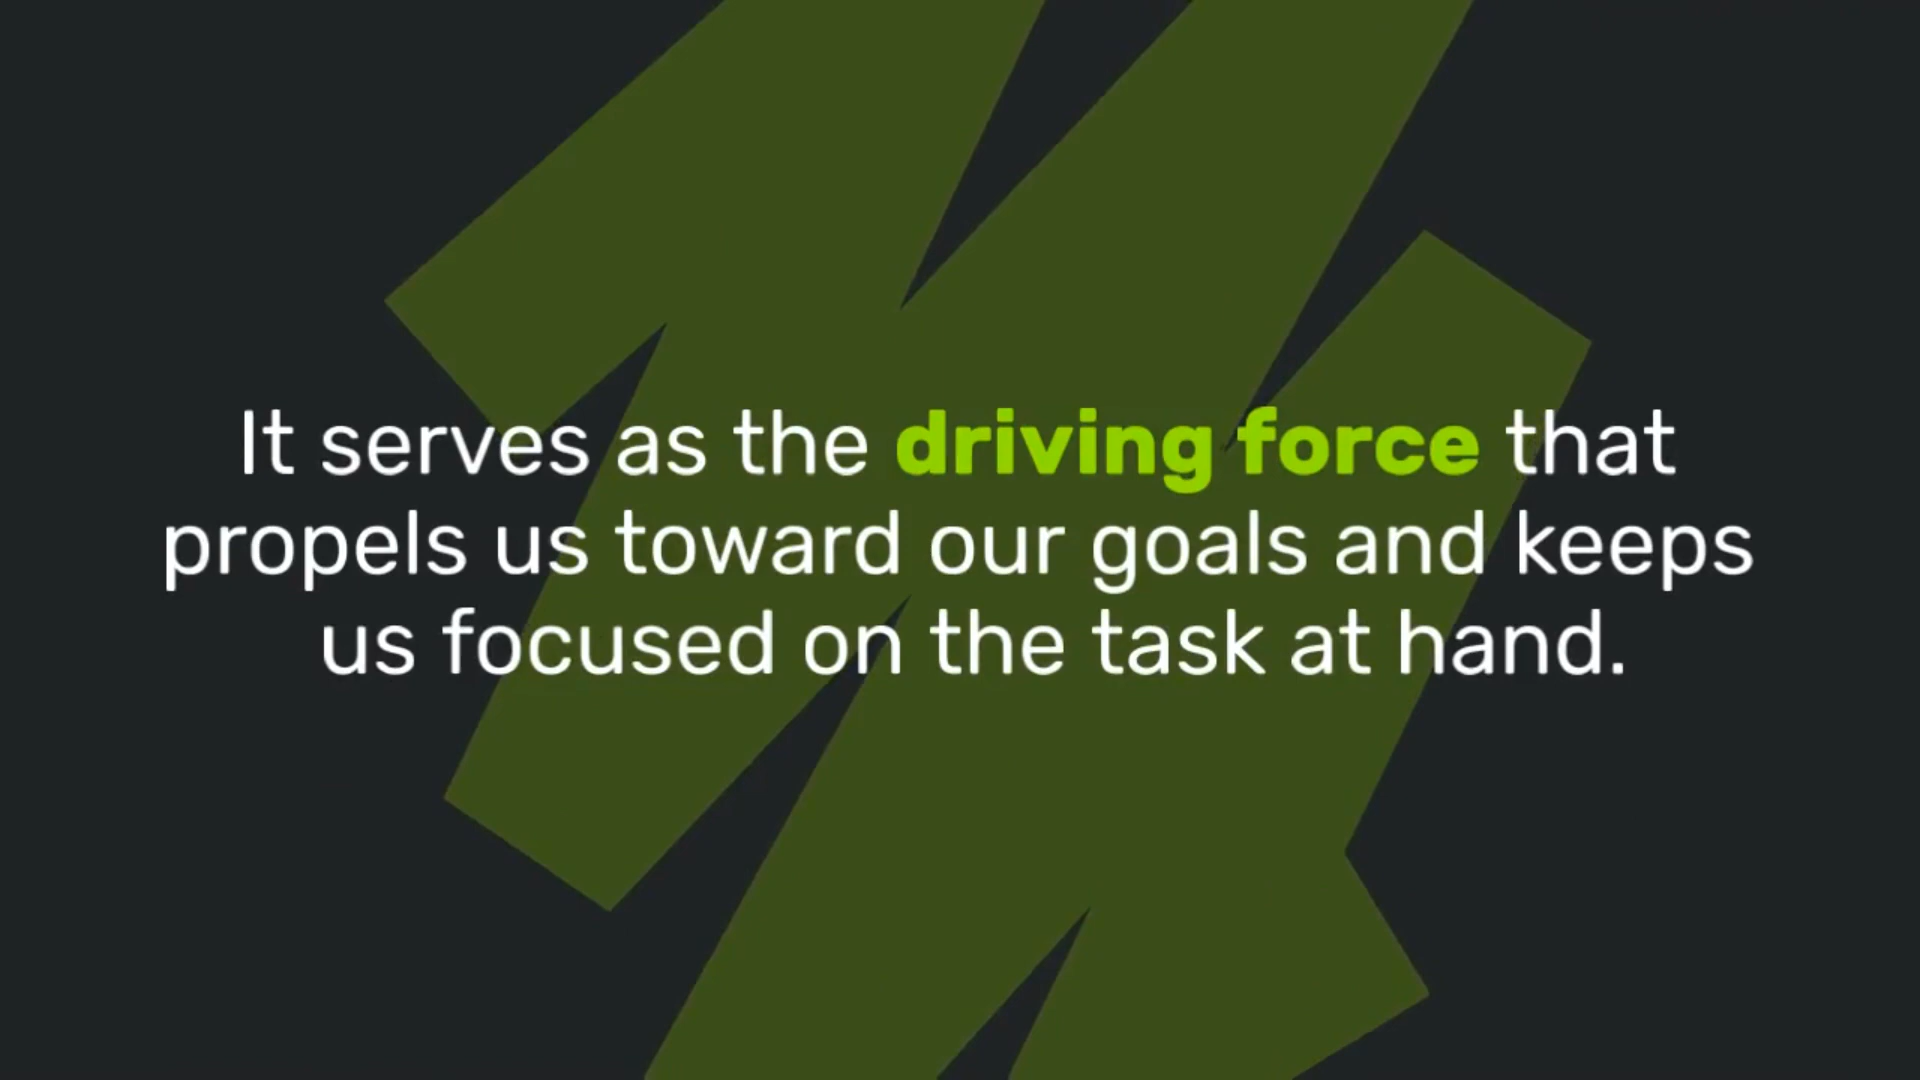 It serves as the driving force that
propels us toward our goals and keeps
us focused on the task at hand.